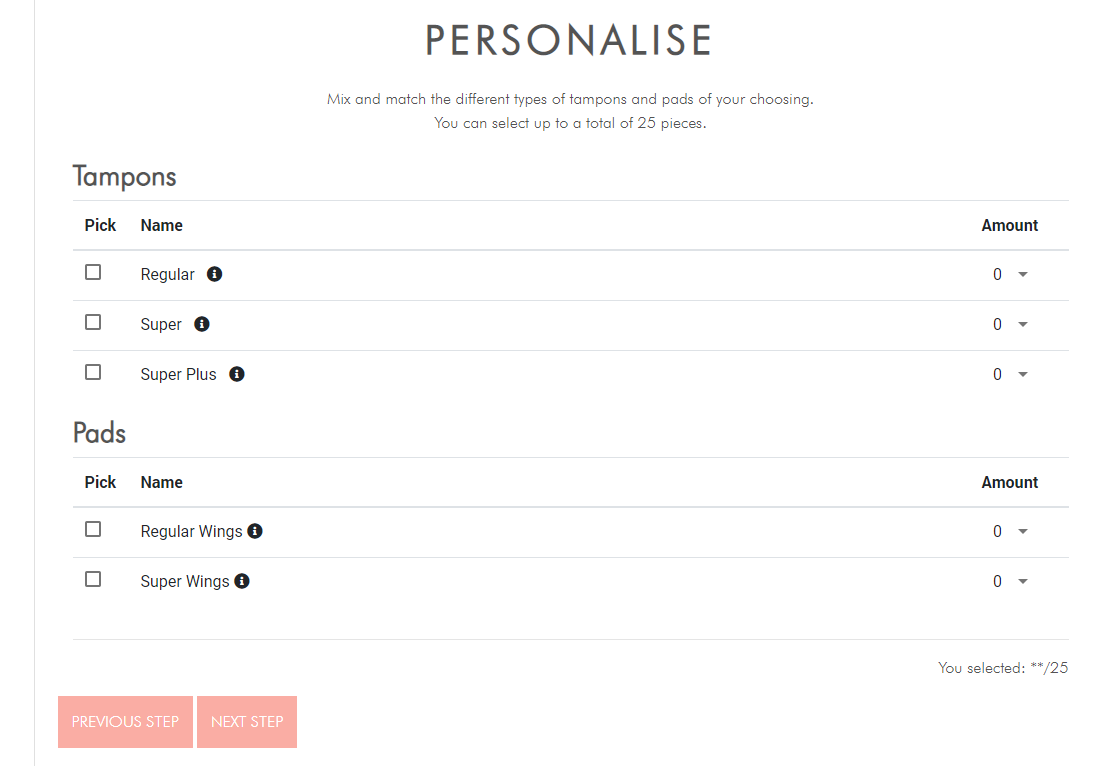 PERSONALISE
Mix and match the different types of tampons and pads of your choosing.
You can select up to a total of 25 pieces.
Tampons
Pick Name Amount
Regular 0
Super 0
Super Plus 0
Pads
Pick Name Amount
Regular Wings 0
Super Wings 0
You selected: **/25
PREVIOUS STEP NEXT STEP